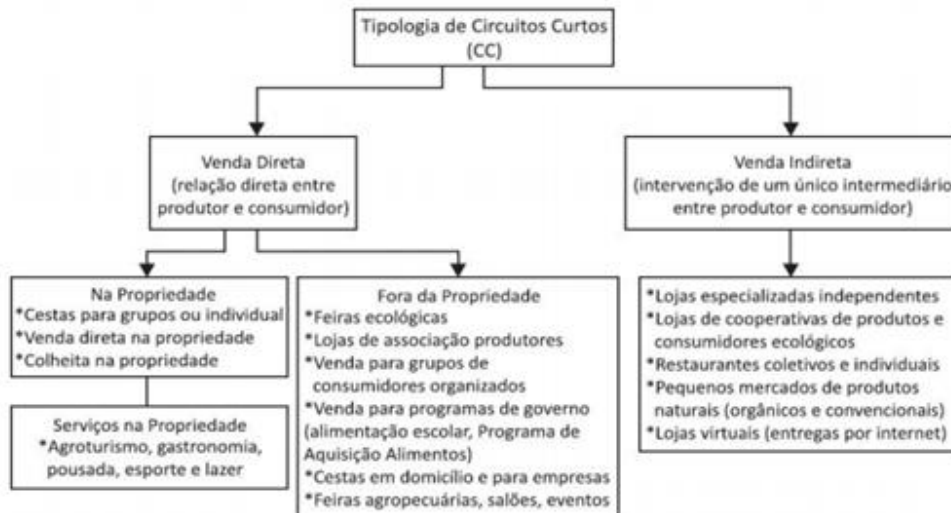 Tipologia de Circuitos Curtos
(CC)
Venda Direta
(relação direta entre
produtor e consumidor)
Venda Indireta
(intervenção de um único intermediário
entre produtor e consumidor)
Na Propriedade
*Cestas para grupos ou individual
*Venda direta na propriedade
*Colheita na propriedade
Serviços na Propriedade
*Agroturismo, gastronomia,
pousada, esporte e lazer
Fora da Propriedade
*Feiras ecológicas
*Lojas de associação produtores
*Venda para grupos de
consumidores organizados
*Venda para programas de governo
(alimentação escolar, Programa de
Aquisição Alimentos)
*Cestas em domicílio e para empresas
*Feiras agropecuárias, salões, eventos
*Lojas especializadas independentes
*Lojas de cooperativas de produtos e
consumidores ecológicos
*Restaurantes coletivos e individuais
*Pequenos mercados de produtos
naturais (orgânicos e convencionais)
*Lojas virtuais (entregas por internet)